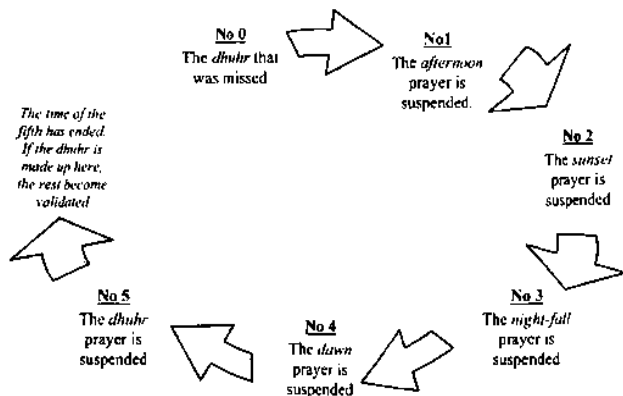 No 0
The dhuhr that
was missed
No1
The afternoon
prayer is
suspended.
No 2
The sunset
prayer is
suspended
No 3
The night-fall
prayer is
suspended
No 4
The dawn
prayer is
suspended
No 5
The dhuhr
prayer is
suspended
The time of the
fifth has ended.
If the dhuhr is
made up here,
the rest become
validated